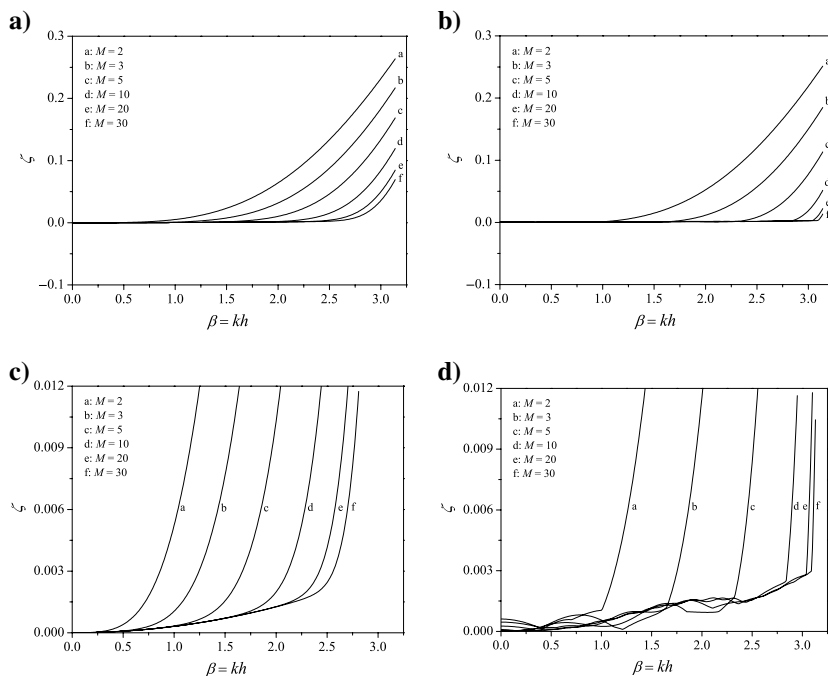 a)
0.3
0.2
0.1
0.0
−0.1
ζ
a: M = 2
b: M = 3
c: M = 5
d: M = 10
e: M = 20
f: M = 30
a
b
c
d
e
f
0.0 0.5 1.0 1.5 2.0 2.5 3.0
β = kh
b)
0.3
0.2
0.1
0.0
−0.1
ζ
a: M = 2
b: M = 3
c: M = 5
d: M = 10
e: M = 20
f: M = 30
a
b
c
d
e
f
0.0 0.5 1.0 1.5 2.0 2.5 3.0
β = kh
c)
0.012
0.009
0.006
0.003
0.000
ζ
a: M = 2
b: M = 3
c: M = 5
d: M = 10
e: M = 20
f: M = 30
a b c d e f
0.0 0.5 1.0 1.5 2.0 2.5 3.0
β = kh
d)
0.012
0.009
0.006
0.003
0.000
ζ
a: M = 2
b: M = 3
c: M = 5
d: M = 10
e: M = 20
f: M = 30
a b c d e f
0.0 0.5 1.0 1.5 2.0 2.5 3.0
β = kh